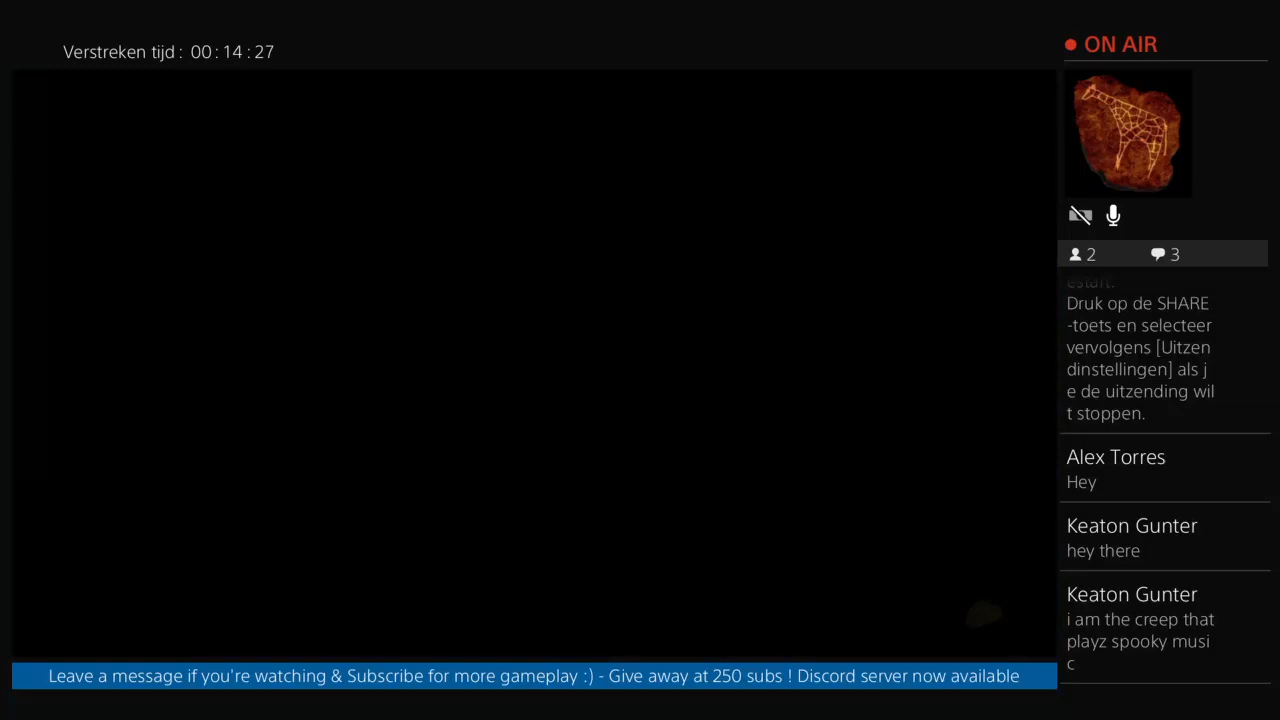 Verstreken tijd : 00 : 14 : 27
ON AIR
2
3
estart.
Druk op de SHARE
-toets en selecteer
vervolgens [Uitzen
dinstellingen] als j
e de uitzending wil
t stoppen.
Alex Torres
Hey
Keaton Gunter
hey there
Keaton Gunter
i am the creep that
playz spooky musi
c
Leave a message if you're watching & Subscribe for more gameplay :) - Give away at 250 subs ! Discord server now available